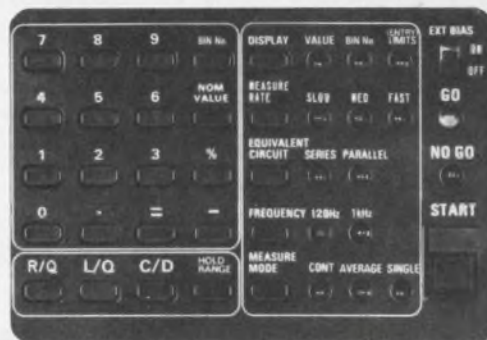 7 8 9 BIN No.
4 5 6 NOM VALUE
1 2 3 %
0 . = −
R/Q L/Q C/D HOLD RANGE
DISPLAY VALUE BIN No. ENTRY LIMITS
MEASURE RATE SLOW MED FAST
EQUIVALENT CIRCUIT SERIES PARALLEL
FREQUENCY 120Hz 1kHz
MEASURE MODE CONT AVERAGE SINGLE
EXT BIAS
ON
OFF
GO
NO GO
START